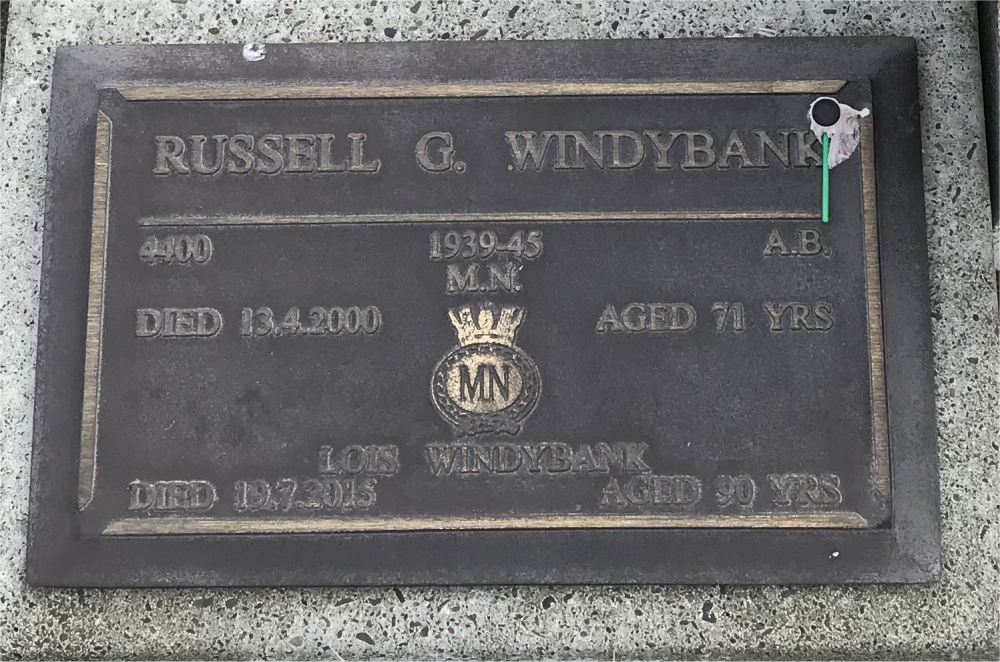 RUSSELL G. WINDYBANK
4400 1939-45 A.B.
M.N.
DIED 13.4.2000 AGED 71 YRS
MN
LOIS WINDYBANK
DIED 19.7.2015 AGED 90 YRS